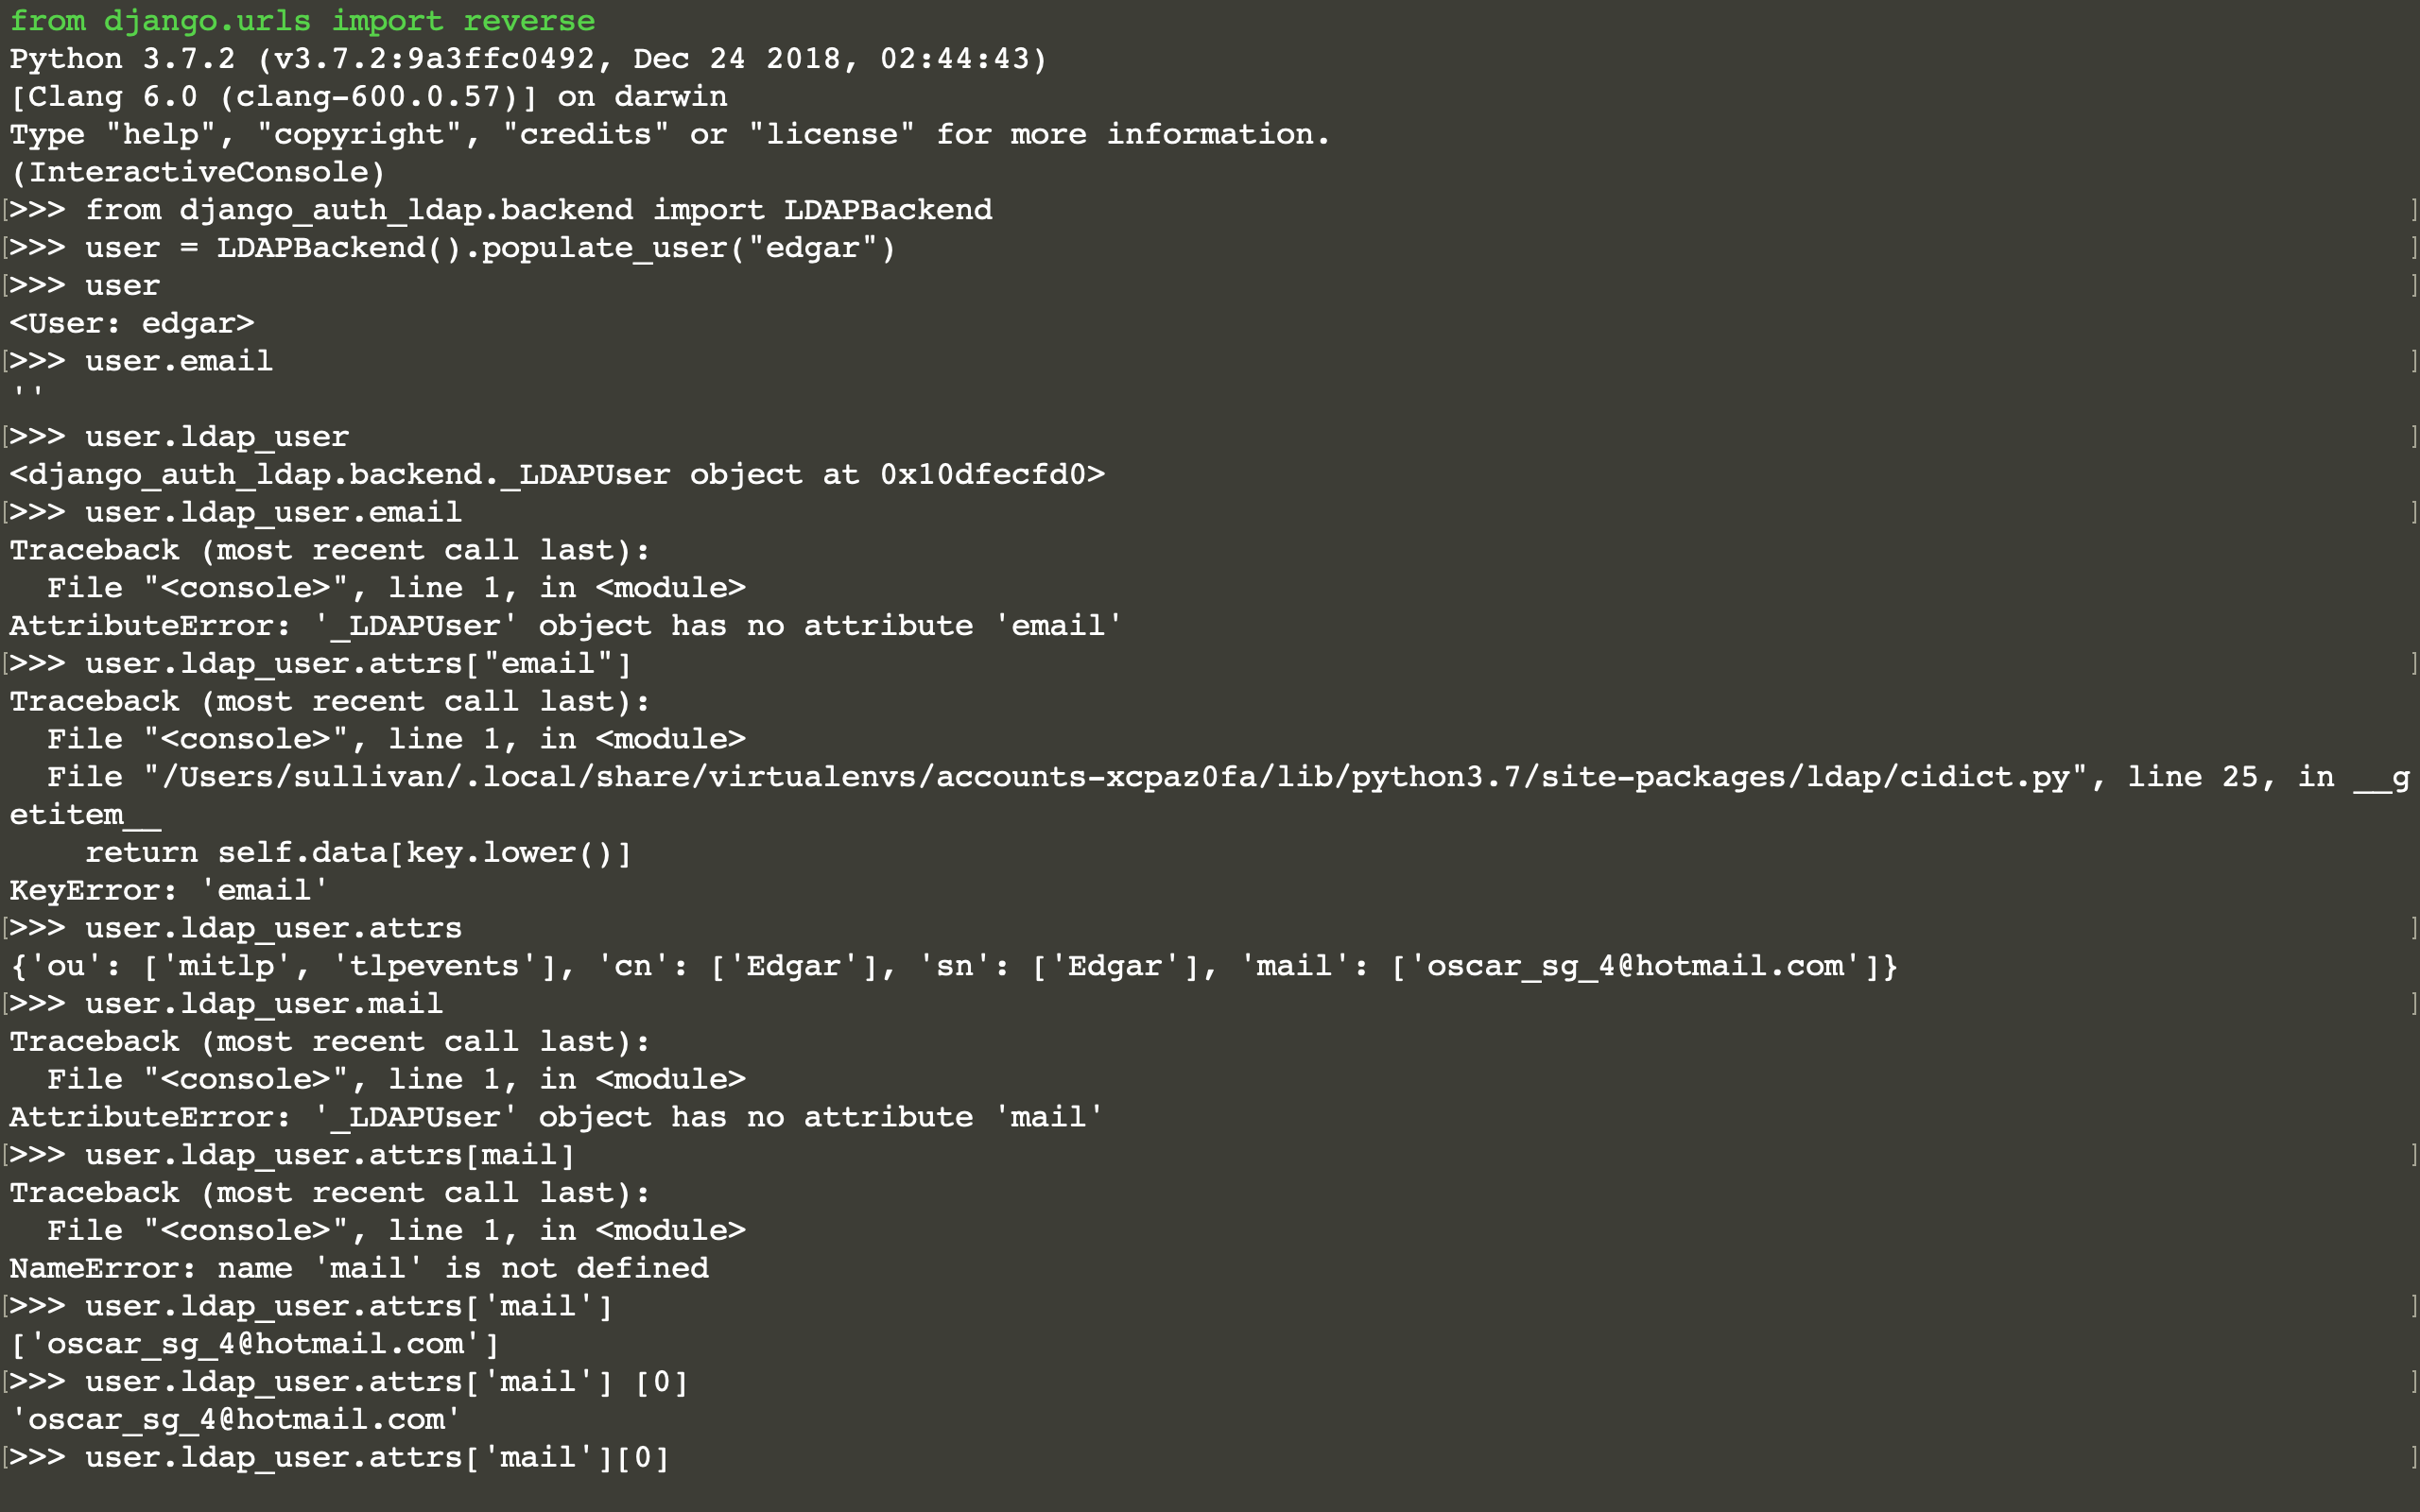 from django.urls import reverse
Python 3.7.2 (v3.7.2:9a3ffc0492, Dec 24 2018, 02:44:43)
[Clang 6.0 (clang-600.0.57)] on darwin
Type "help", "copyright", "credits" or "license" for more information.
(InteractiveConsole)
[>>> from django_auth_ldap.backend import LDAPBackend ]
[>>> user = LDAPBackend().populate_user("edgar") ]
[>>> user ]
<User: edgar>
[>>> user.email ]
''
[>>> user.ldap_user ]
<django_auth_ldap.backend._LDAPUser object at 0x10dfecfd0>
[>>> user.ldap_user.email ]
Traceback (most recent call last):
  File "<console>", line 1, in <module>
AttributeError: '_LDAPUser' object has no attribute 'email'
[>>> user.ldap_user.attrs["email"] ]
Traceback (most recent call last):
  File "<console>", line 1, in <module>
  File "/Users/sullivan/.local/share/virtualenvs/accounts-xcpaz0fa/lib/python3.7/site-packages/ldap/cidict.py", line 25, in __g
etitem__
    return self.data[key.lower()]
KeyError: 'email'
[>>> user.ldap_user.attrs ]
{'ou': ['mitlp', 'tlpevents'], 'cn': ['Edgar'], 'sn': ['Edgar'], 'mail': ['oscar_sg_4@hotmail.com']}
[>>> user.ldap_user.mail ]
Traceback (most recent call last):
  File "<console>", line 1, in <module>
AttributeError: '_LDAPUser' object has no attribute 'mail'
[>>> user.ldap_user.attrs[mail] ]
Traceback (most recent call last):
  File "<console>", line 1, in <module>
NameError: name 'mail' is not defined
[>>> user.ldap_user.attrs['mail'] ]
['oscar_sg_4@hotmail.com']
[>>> user.ldap_user.attrs['mail'] [0] ]
'oscar_sg_4@hotmail.com'
[>>> user.ldap_user.attrs['mail'][0] ]